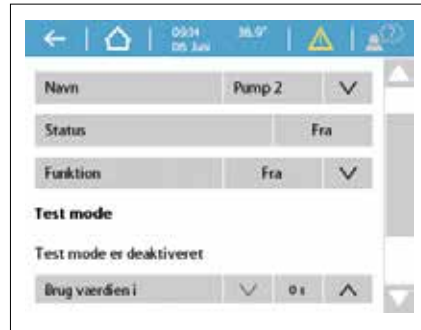 09:04 36.9°
05 Juni
Navn Pump 2
Status Fra
Funktion Fra
Test mode
Test mode er deaktiveret
Brug værdien i 0 s